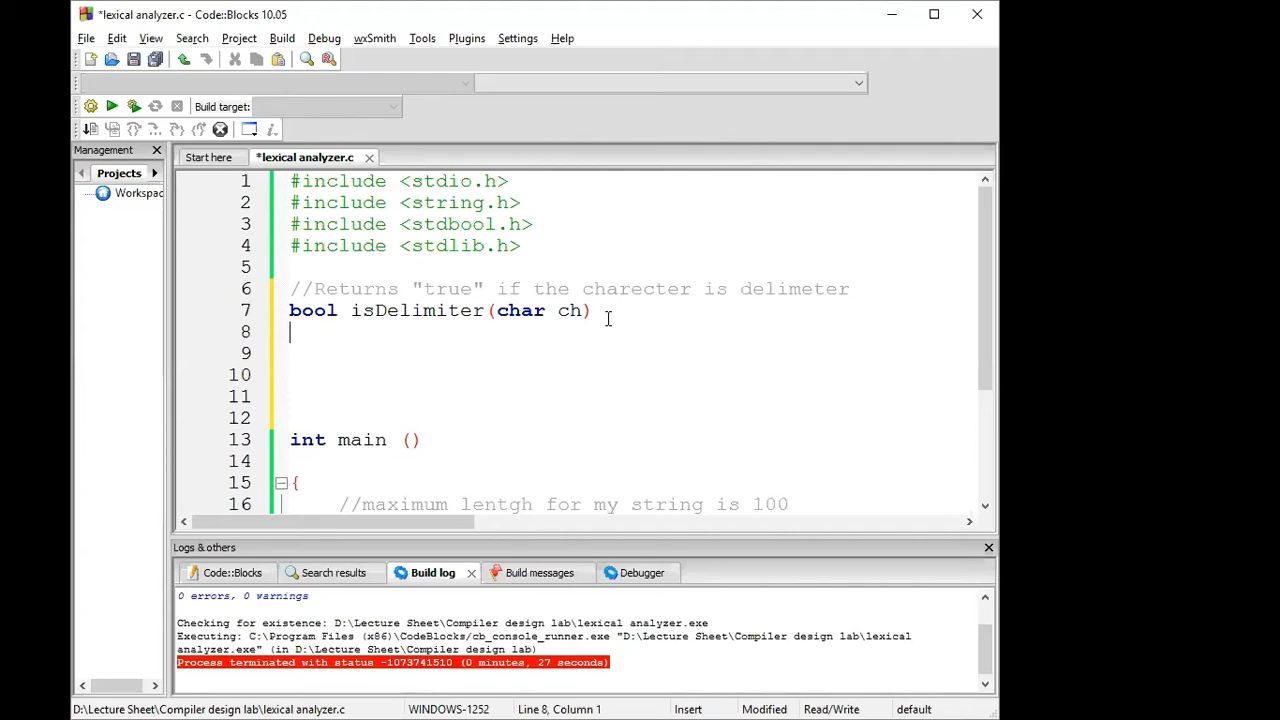 *lexical analyzer.c - Code::Blocks 10.05
File Edit View Search Project Build Debug wxSmith Tools Plugins Settings Help
Build target:
Management
Start here *lexical analyzer.c
Projects
Workspac
1 #include <stdio.h>
2 #include <string.h>
3 #include <stdbool.h>
4 #include <stdlib.h>
5
6 //Returns "true" if the charecter is delimeter
7 bool isDelimiter(char ch)
8
9
10
11
12
13 int main ()
14
15 {
16 //maximum lentgh for my string is 100
Logs & others
Code::Blocks Search results Build log Build messages Debugger
0 errors, 0 warnings
Checking for existence: D:\Lecture Sheet\Compiler design lab\lexical analyzer.exe
Executing: C:\Program Files (x86)\CodeBlocks/cb_console_runner.exe "D:\Lecture Sheet\Compiler design lab\lexical
analyzer.exe" (in D:\Lecture Sheet\Compiler design lab)
Process terminated with status -1073741510 (0 minutes, 27 seconds)
D:\Lecture Sheet\Compiler design lab\lexical analyzer.c WINDOWS-1252 Line 8, Column 1 Insert Modified Read/Write default